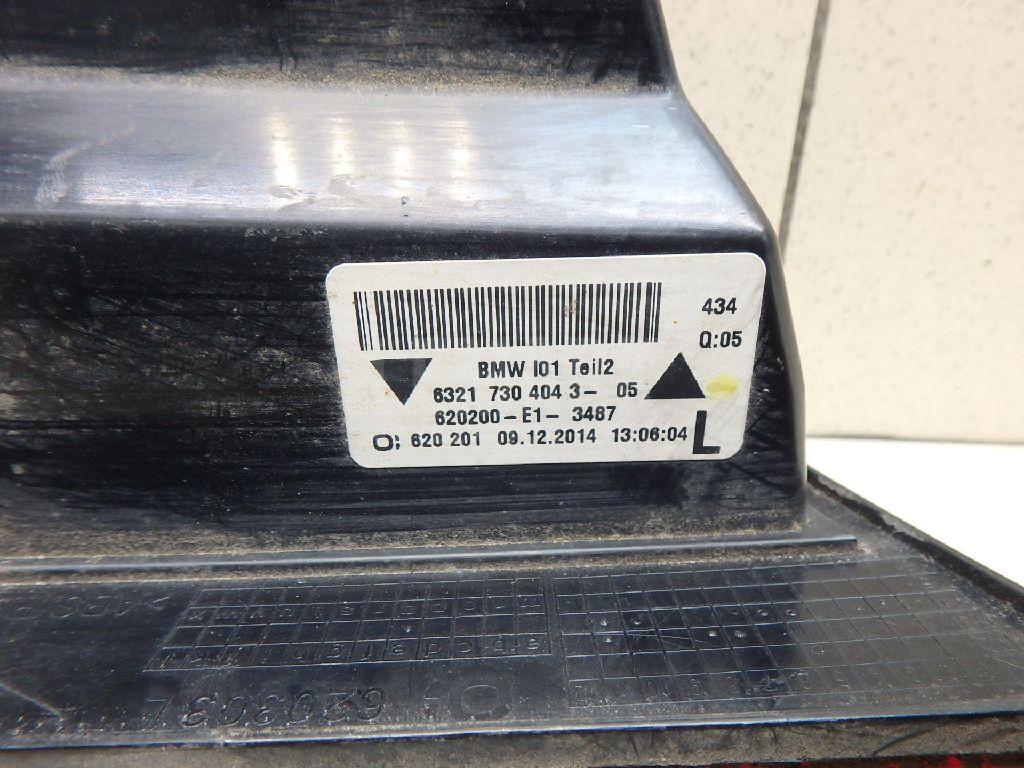 434
Q:05
BMW I01 Teil2
6321 730 404 3- 05
620200-E1- 3487
O; 620 201 09.12.2014 13:06:04 L
620303 L